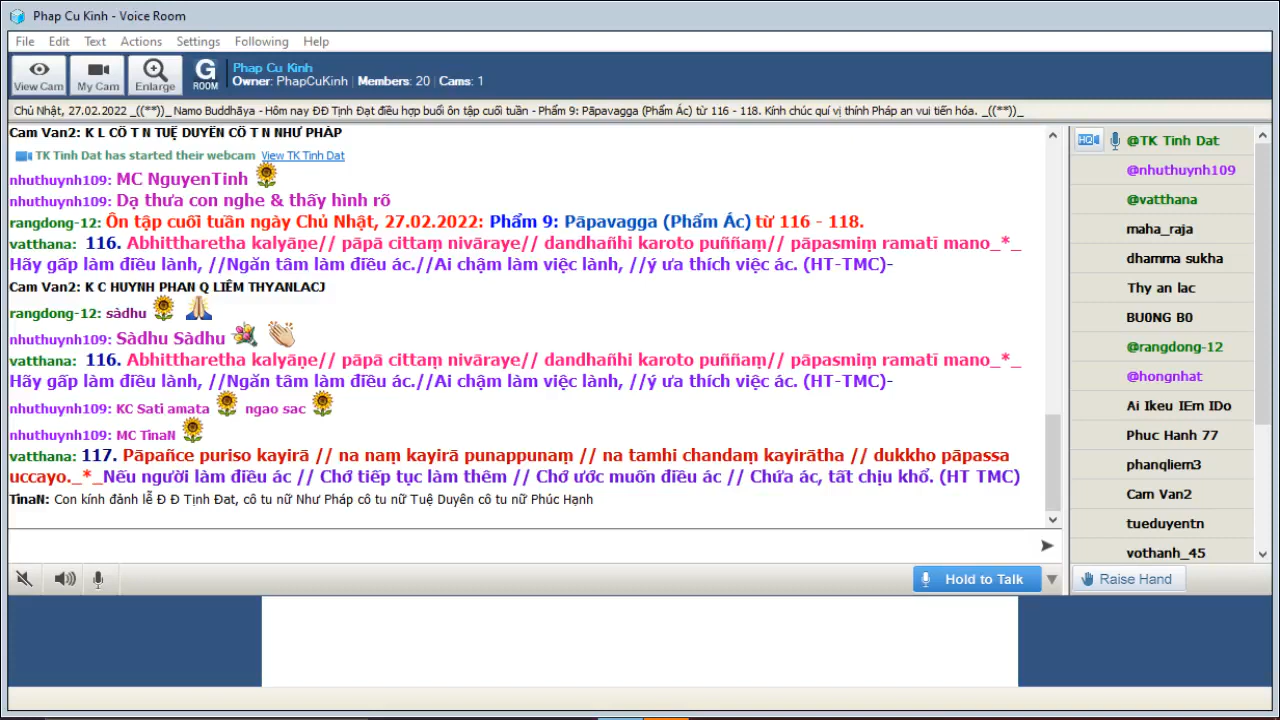 Phap Cu Kinh - Voice Room
File Edit Text Actions Settings Following Help
View Cam My Cam Enlarge G ROOM
Phap Cu Kinh
Owner: PhapCuKinh | Members: 20 | Cams: 1
Chủ Nhật, 27.02.2022 _((**))_ Namo Buddhāya - Hôm nay ĐĐ Tịnh Đạt điều hợp buổi ôn tập cuối tuần - Phẩm 9: Pāpavagga (Phẩm Ác) từ 116 - 118. Kính chúc quí vị thính Pháp an vui tiến hóa. _((**))_
Cam Van2: K L CÔ T N TUỆ DUYÊN CÔ T N NHƯ PHÁP
TK Tinh Dat has started their webcam View TK Tinh Dat
nhuthuynh109: MC NguyenTinh
nhuthuynh109: Dạ thưa con nghe & thấy hình rõ
rangdong-12: Ôn tập cuối tuần ngày Chủ Nhật, 27.02.2022: Phẩm 9: Pāpavagga (Phẩm Ác) từ 116 - 118.
vatthana: 116. Abhittharetha kalyāṇe// pāpā cittaṃ nivāraye// dandhañhi karoto puññaṃ// pāpasmiṃ ramatī mano_*_
Hãy gấp làm điều lành, //Ngăn tâm làm điều ác.//Ai chậm làm việc lành, //ý ưa thích việc ác. (HT-TMC)-
Cam Van2: K C HUYNH PHAN Q LIÊM THYANLACJ
rangdong-12: sàdhu
nhuthuynh109: Sàdhu Sàdhu
vatthana: 116. Abhittharetha kalyāṇe// pāpā cittaṃ nivāraye// dandhañhi karoto puññaṃ// pāpasmiṃ ramatī mano_*_
Hãy gấp làm điều lành, //Ngăn tâm làm điều ác.//Ai chậm làm việc lành, //ý ưa thích việc ác. (HT-TMC)-
nhuthuynh109: KC Sati amata ngao sac
nhuthuynh109: MC TinaN
vatthana: 117. Pāpañce puriso kayirā // na naṃ kayirā punappunaṃ // na tamhi chandaṃ kayirātha // dukkho pāpassa
uccayo._*_Nếu người làm điều ác // Chớ tiếp tục làm thêm // Chớ ước muốn điều ác // Chứa ác, tất chịu khổ. (HT TMC)
TinaN: Con kính đảnh lễ Đ Đ Tịnh Đat, cô tu nữ Như Pháp cô tu nữ Tuệ Duyên cô tu nữ Phúc Hạnh
Hold to Talk
HQ
@TK Tinh Dat
@nhuthuynh109
@vatthana
maha_raja
dhamma sukha
Thy an lac
BU0NG B0
@rangdong-12
@hongnhat
Ai Ikeu IEm IDo
Phuc Hanh 77
phanqliem3
Cam Van2
tueduyentn
vothanh_45
Raise Hand